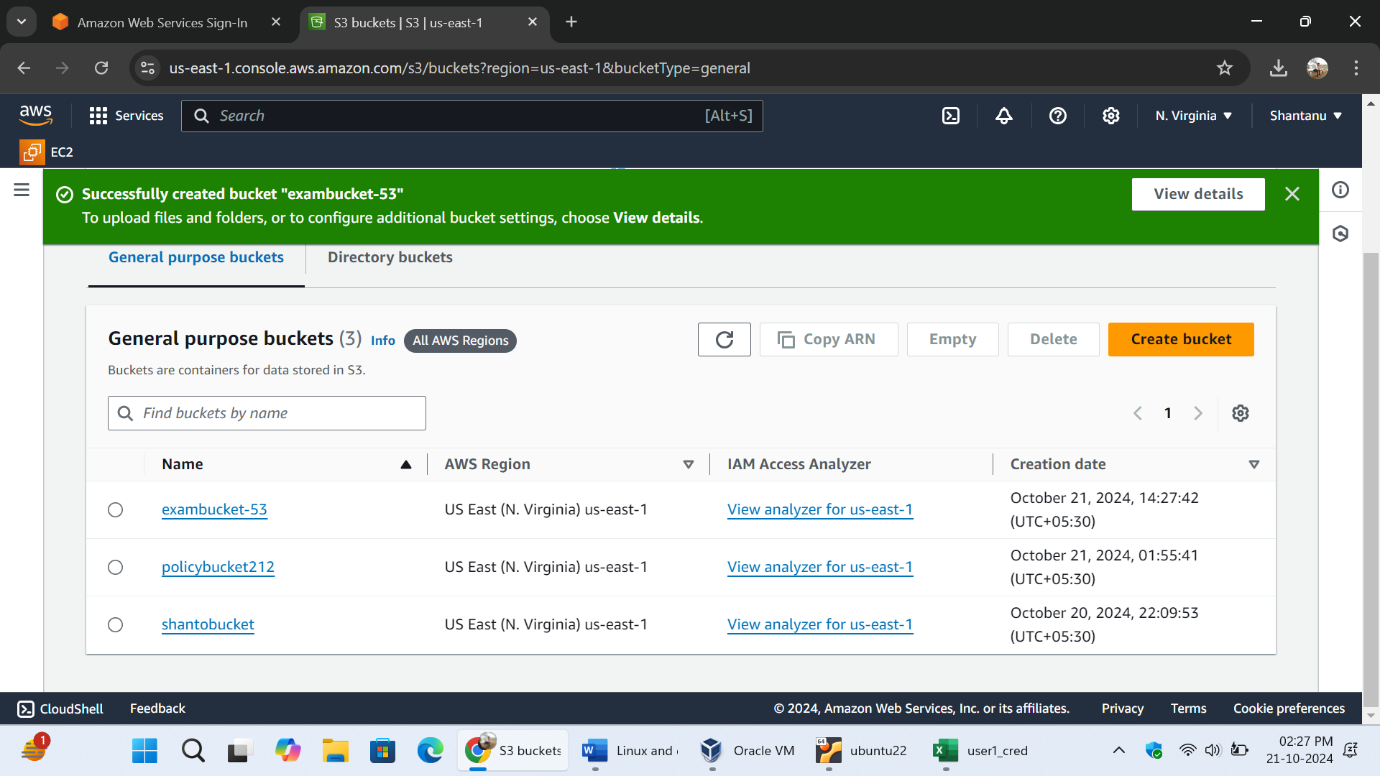 Amazon Web Services Sign-In
S3 buckets | S3 | us-east-1
us-east-1.console.aws.amazon.com/s3/buckets?region=us-east-1&bucketType=general
aws
Services
Search
[Alt+S]
N. Virginia
Shantanu
EC2
Successfully created bucket "exambucket-53"
To upload files and folders, or to configure additional bucket settings, choose View details.
View details
General purpose buckets
Directory buckets
General purpose buckets (3) Info All AWS Regions
Buckets are containers for data stored in S3.
Copy ARN
Empty
Delete
Create bucket
Find buckets by name
1
Name AWS Region IAM Access Analyzer Creation date
exambucket-53 US East (N. Virginia) us-east-1 View analyzer for us-east-1 October 21, 2024, 14:27:42
(UTC+05:30)
policybucket212 US East (N. Virginia) us-east-1 View analyzer for us-east-1 October 21, 2024, 01:55:41
(UTC+05:30)
shantobucket US East (N. Virginia) us-east-1 View analyzer for us-east-1 October 20, 2024, 22:09:53
(UTC+05:30)
CloudShell Feedback © 2024, Amazon Web Services, Inc. or its affiliates. Privacy Terms Cookie preferences
1
S3 buckets
Linux and
Oracle VM
64
ubuntu22
user1_cred
02:27 PM
21-10-2024